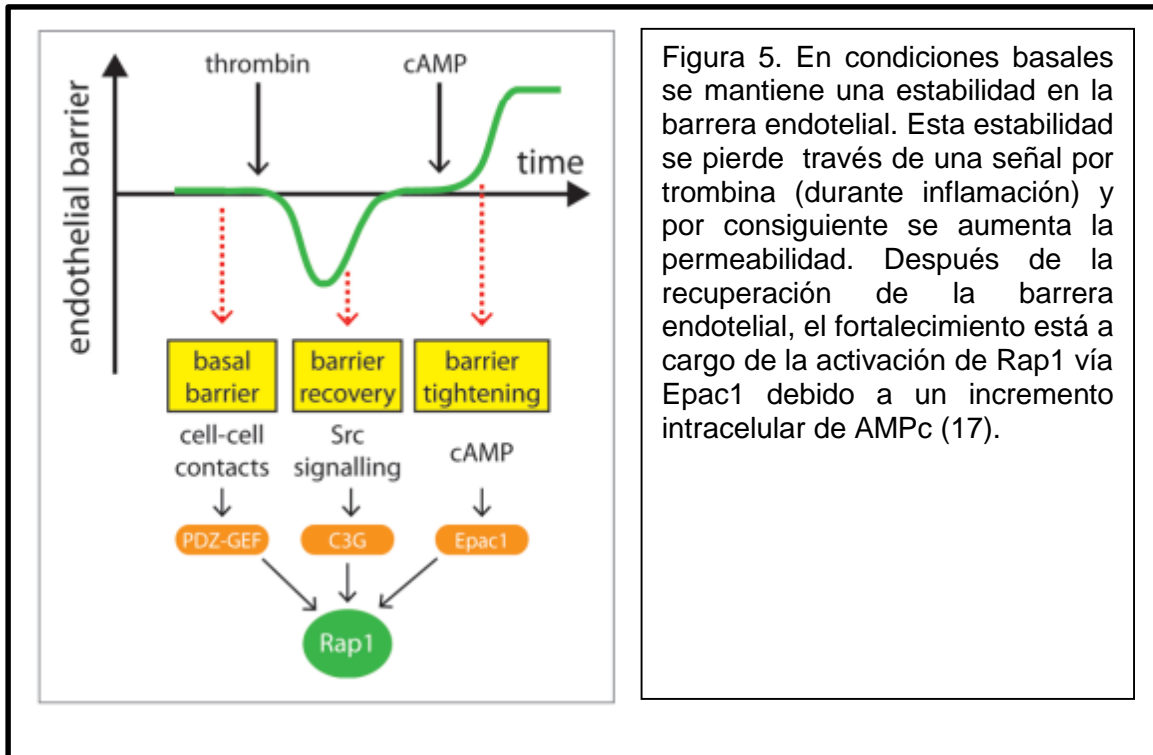 thrombin
cAMP
time
endothelial barrier
basal
barrier
barrier
recovery
barrier
tightening
cell-cell
contacts
Src
signalling
cAMP
PDZ-GEF
C3G
Epac1
Rap1
Figura 5. En condiciones basales
se mantiene una estabilidad en la
barrera endotelial. Esta estabilidad
se pierde través de una señal por
trombina (durante inflamación) y
por consiguiente se aumenta la
permeabilidad. Después de la
recuperación de la barrera
endotelial, el fortalecimiento está a
cargo de la activación de Rap1 vía
Epac1 debido a un incremento
intracelular de AMPc (17).